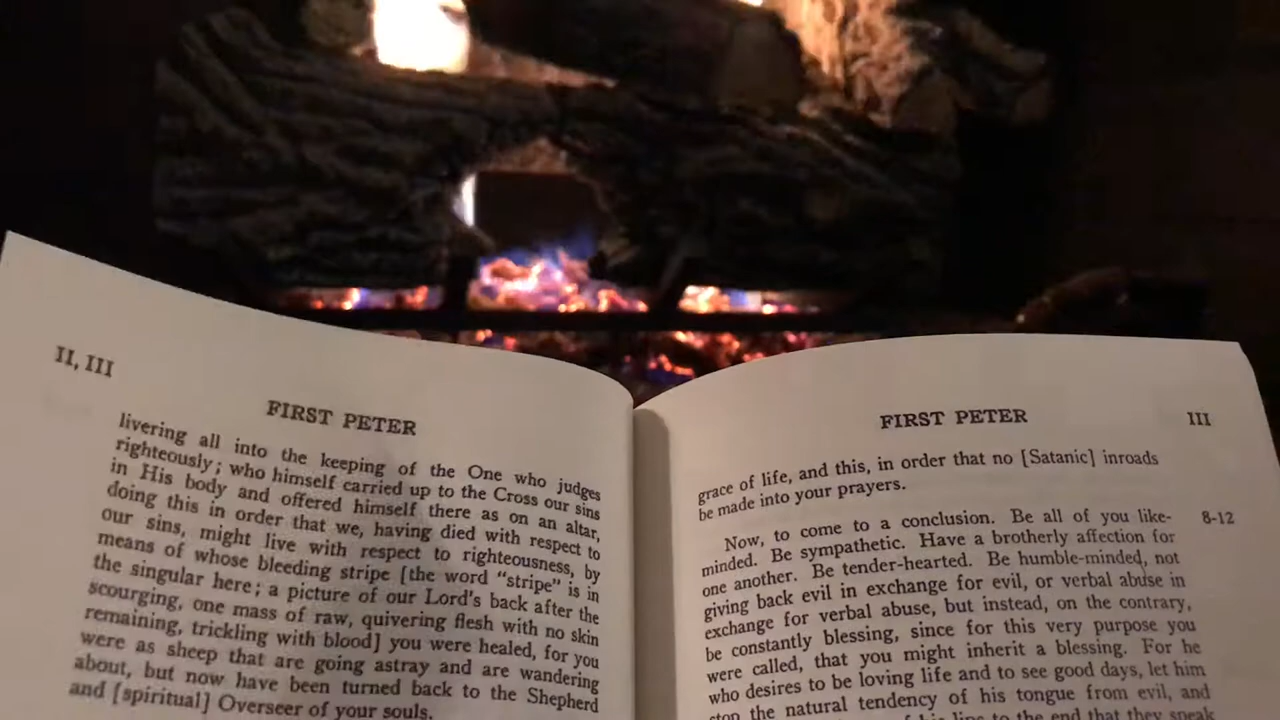 II, III
FIRST PETER
livering all into the keeping of the One who judges
righteously; who himself carried up to the Cross our sins
in His body and offered himself there as on an altar,
doing this in order that we, having died with respect to
our sins, might live with respect to righteousness, by
means of whose bleeding stripe [the word "stripe" is in
the singular here; a picture of our Lord's back after the
scourging, one mass of raw, quivering flesh with no skin
remaining, trickling with blood] you were healed, for you
were as sheep that are going astray and are wandering
about, but now have been turned back to the Shepherd
and [spiritual] Overseer of your souls.
FIRST PETER
III
grace of life, and this, in order that no [Satanic] inroads
be made into your prayers.
Now, to come to a conclusion. Be all of you like-
8-12
minded. Be sympathetic. Have a brotherly affection for
one another. Be tender-hearted. Be humble-minded, not
giving back evil in exchange for evil, or verbal abuse in
exchange for verbal abuse, but instead, on the contrary,
be constantly blessing, since for this very purpose you
were called, that you might inherit a blessing. For he
who desires to be loving life and to see good days, let him
stop the natural tendency of his tongue from evil, and
lips to the end that they speak